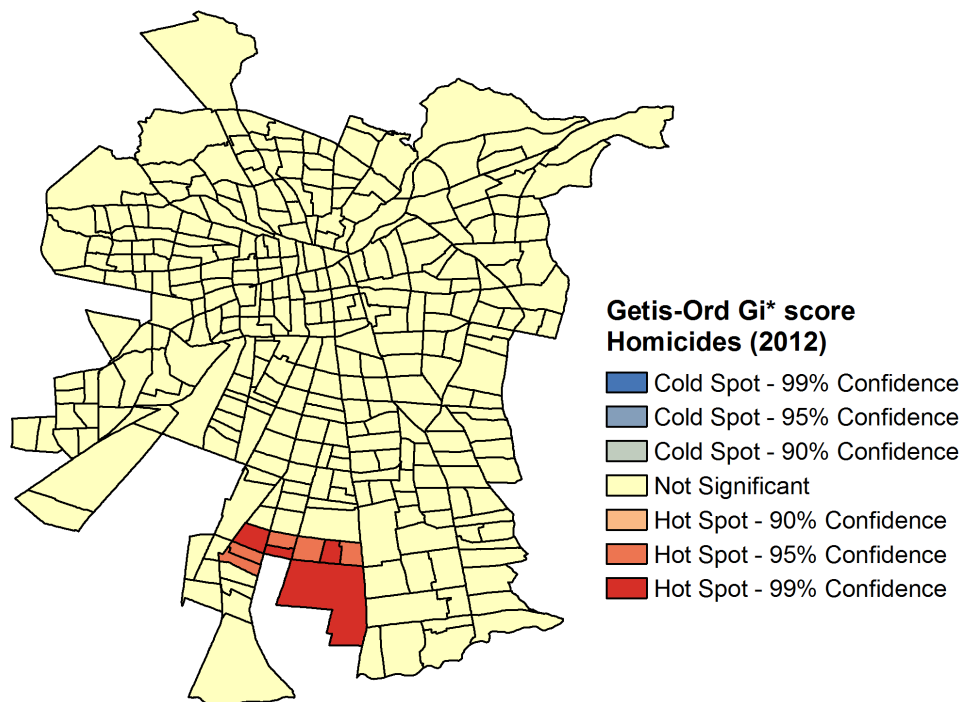 Getis-Ord Gi* score
Homicides (2012)
Cold Spot - 99% Confidence
Cold Spot - 95% Confidence
Cold Spot - 90% Confidence
Not Significant
Hot Spot - 90% Confidence
Hot Spot - 95% Confidence
Hot Spot - 99% Confidence